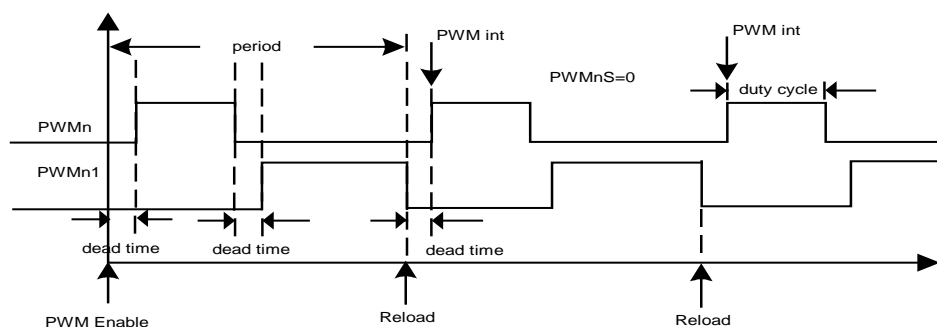 PWM int
PWM int
period
PWMnS=0
duty cycle
PWMn
PWMn1
dead time
dead time
dead time
PWM Enable
Reload
Reload